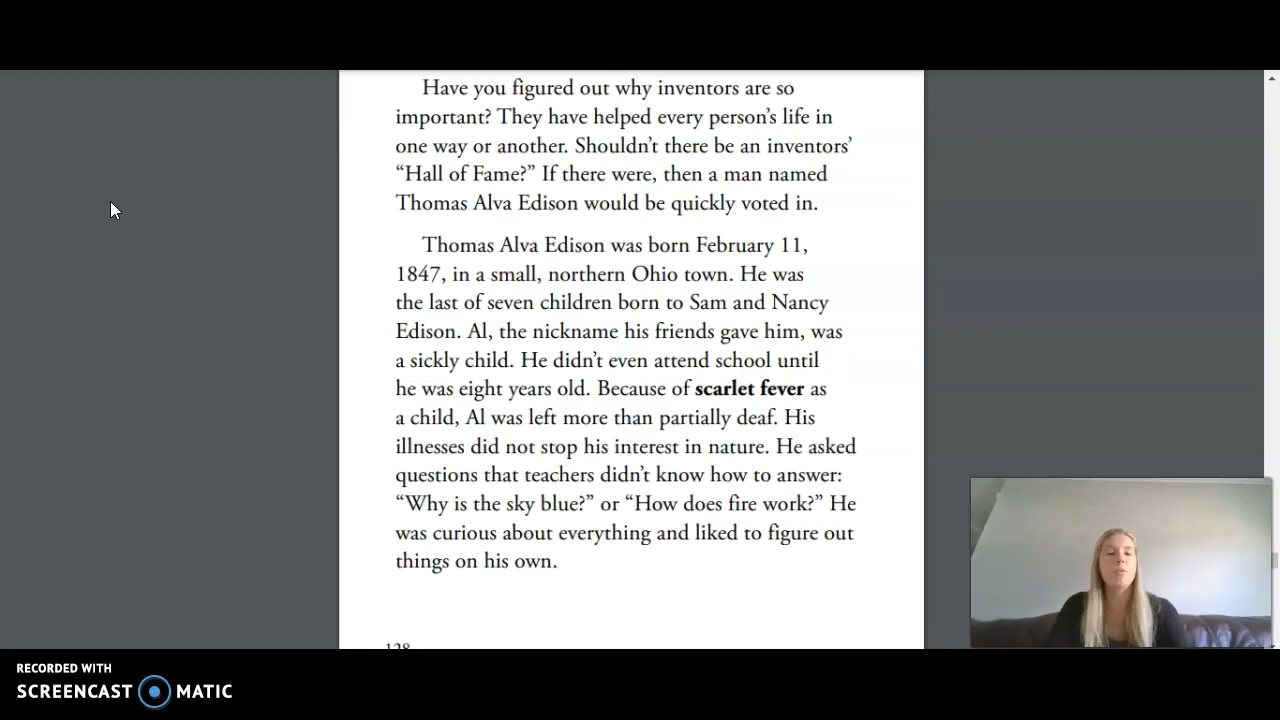 Have you figured out why inventors are so
important? They have helped every person’s life in
one way or another. Shouldn’t there be an inventors’
“Hall of Fame?” If there were, then a man named
Thomas Alva Edison would be quickly voted in.
Thomas Alva Edison was born February 11,
1847, in a small, northern Ohio town. He was
the last of seven children born to Sam and Nancy
Edison. Al, the nickname his friends gave him, was
a sickly child. He didn’t even attend school until
he was eight years old. Because of scarlet fever as
a child, Al was left more than partially deaf. His
illnesses did not stop his interest in nature. He asked
questions that teachers didn’t know how to answer:
“Why is the sky blue?” or “How does fire work?” He
was curious about everything and liked to figure out
things on his own.
128
RECORDED WITH
SCREENCAST MATIC